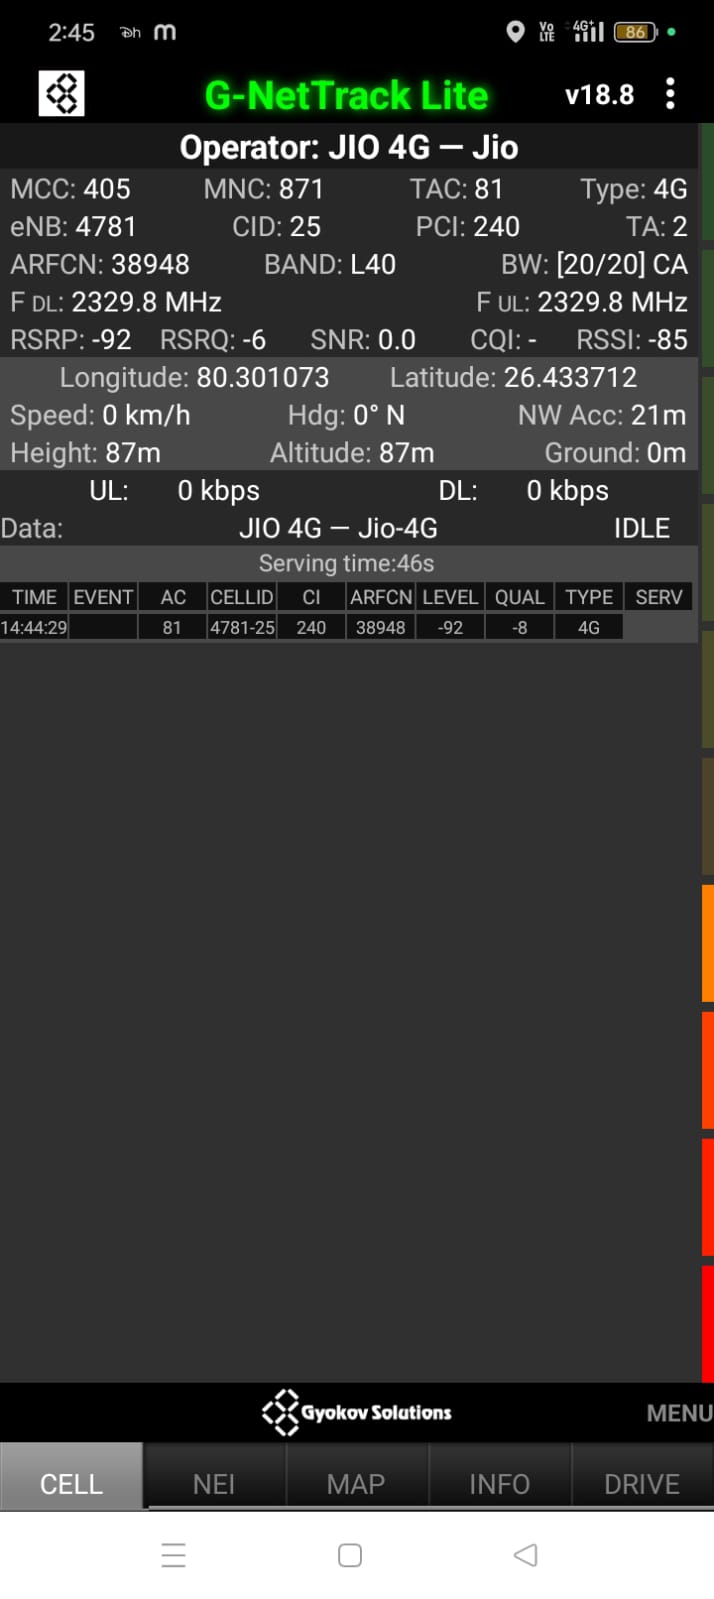 2:45 m Vo LTE 4G+ 86
G-NetTrack Lite v18.8
Operator: JIO 4G — Jio
MCC: 405 MNC: 871 TAC: 81 Type: 4G
eNB: 4781 CID: 25 PCI: 240 TA: 2
ARFCN: 38948 BAND: L40 BW: [20/20] CA
F DL: 2329.8 MHz F UL: 2329.8 MHz
RSRP: -92 RSRQ: -6 SNR: 0.0 CQI: - RSSI: -85
Longitude: 80.301073 Latitude: 26.433712
Speed: 0 km/h Hdg: 0° N NW Acc: 21m
Height: 87m Altitude: 87m Ground: 0m
UL: 0 kbps DL: 0 kbps
Data: JIO 4G — Jio-4G IDLE
Serving time:46s
TIME EVENT AC CELLID CI ARFCN LEVEL QUAL TYPE SERV
14:44:29 81 4781-25 240 38948 -92 -8 4G
Gyokov Solutions MENU
CELL NEI MAP INFO DRIVE